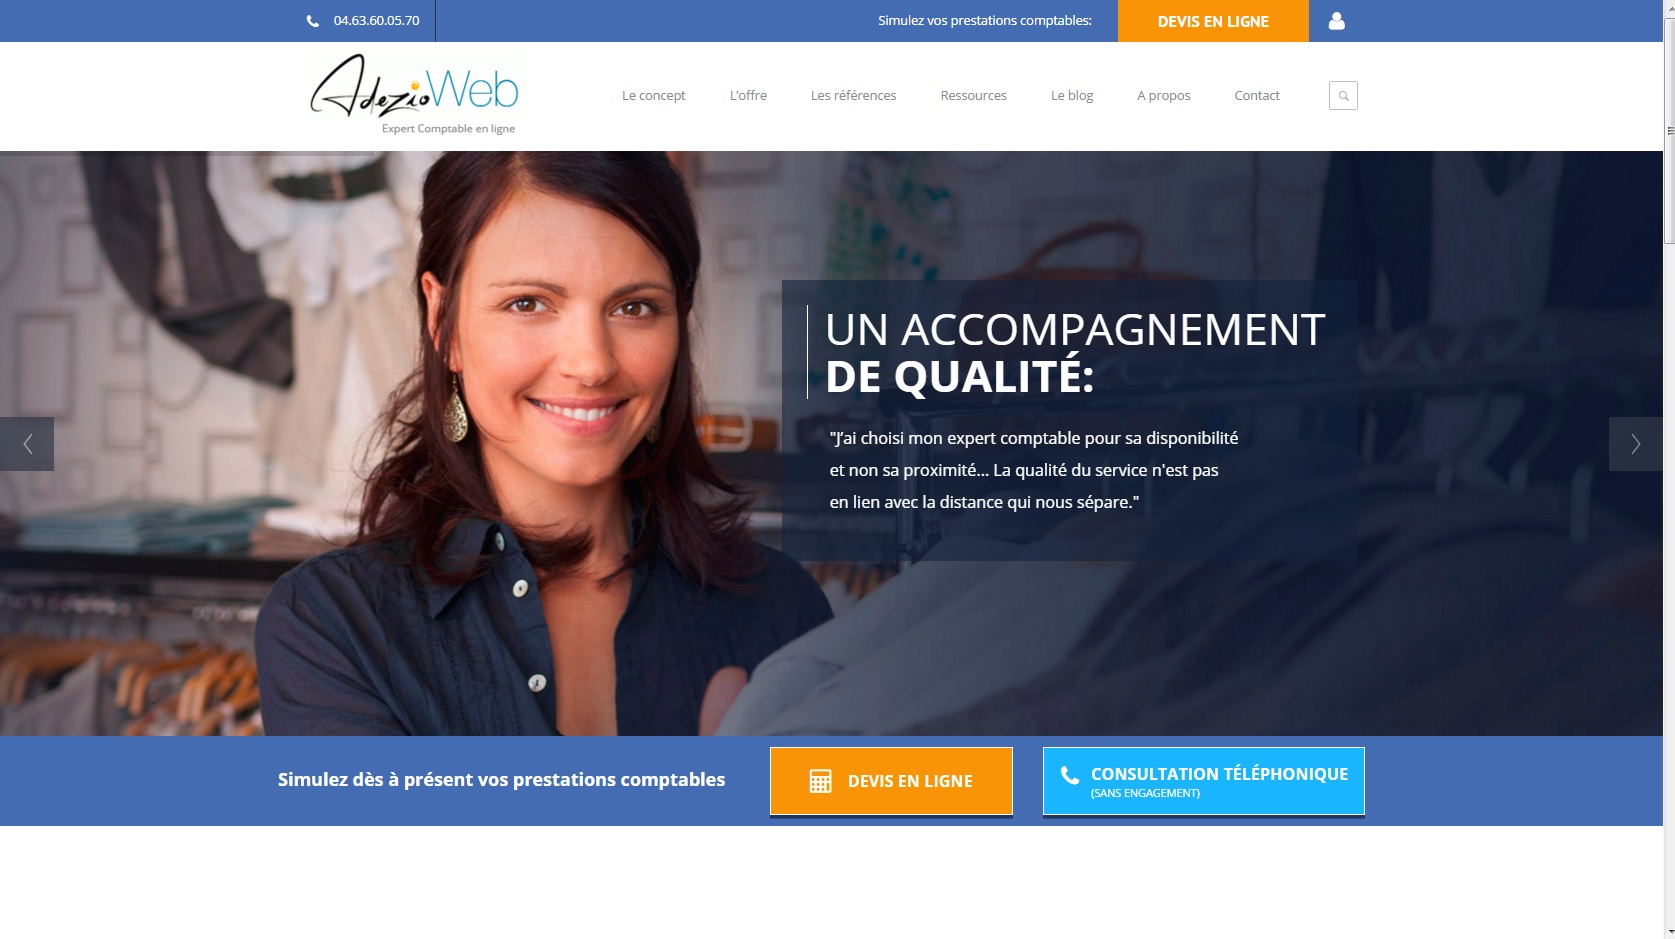 04.63.60.05.70
Simulez vos prestations comptables:
DEVIS EN LIGNE
AdezioWeb
Expert Comptable en ligne
Le concept
L'offre
Les références
Ressources
Le blog
A propos
Contact
UN ACCOMPAGNEMENT
DE QUALITÉ:
"J'ai choisi mon expert comptable pour sa disponibilité
et non sa proximité... La qualité du service n'est pas
en lien avec la distance qui nous sépare."
Simulez dès à présent vos prestations comptables
DEVIS EN LIGNE
CONSULTATION TÉLÉPHONIQUE
(SANS ENGAGEMENT)